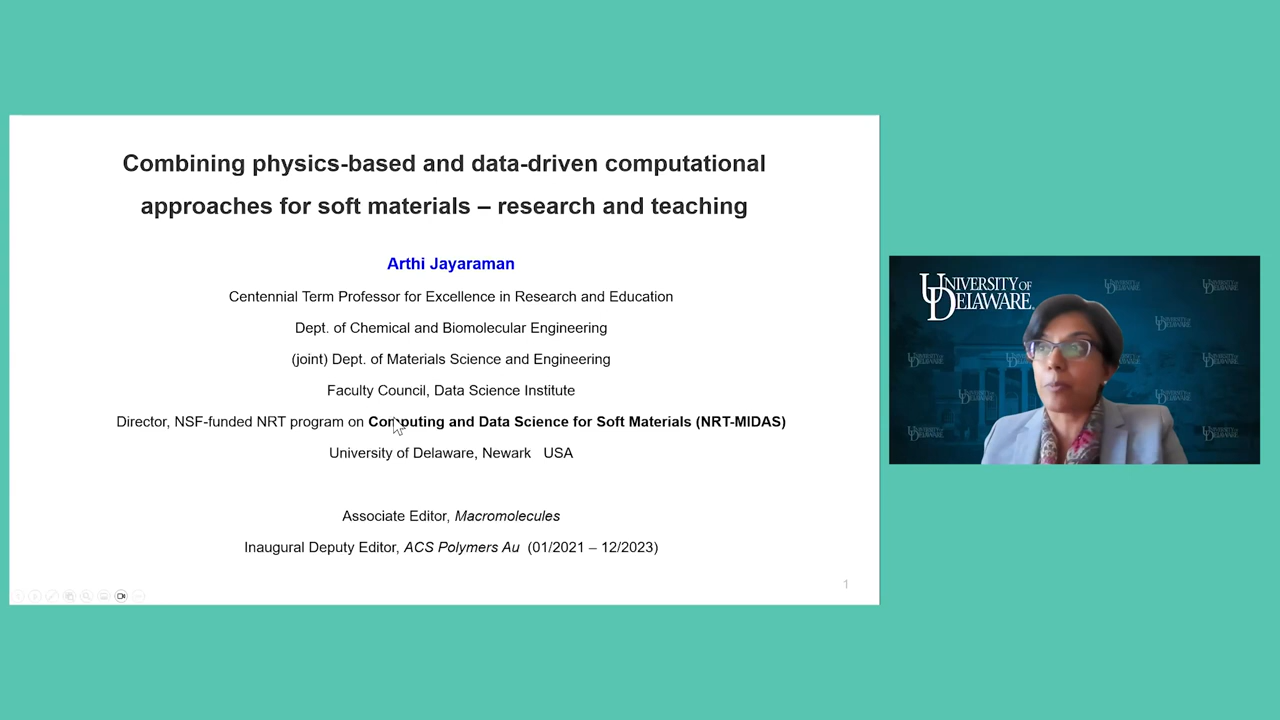 Combining physics-based and data-driven computational
approaches for soft materials – research and teaching
Arthi Jayaraman
Centennial Term Professor for Excellence in Research and Education
Dept. of Chemical and Biomolecular Engineering
(joint) Dept. of Materials Science and Engineering
Faculty Council, Data Science Institute
Director, NSF-funded NRT program on Computing and Data Science for Soft Materials (NRT-MIDAS)
University of Delaware, Newark USA
Associate Editor, Macromolecules
Inaugural Deputy Editor, ACS Polymers Au (01/2021 – 12/2023)
1
UNIVERSITY OF
DELAWARE